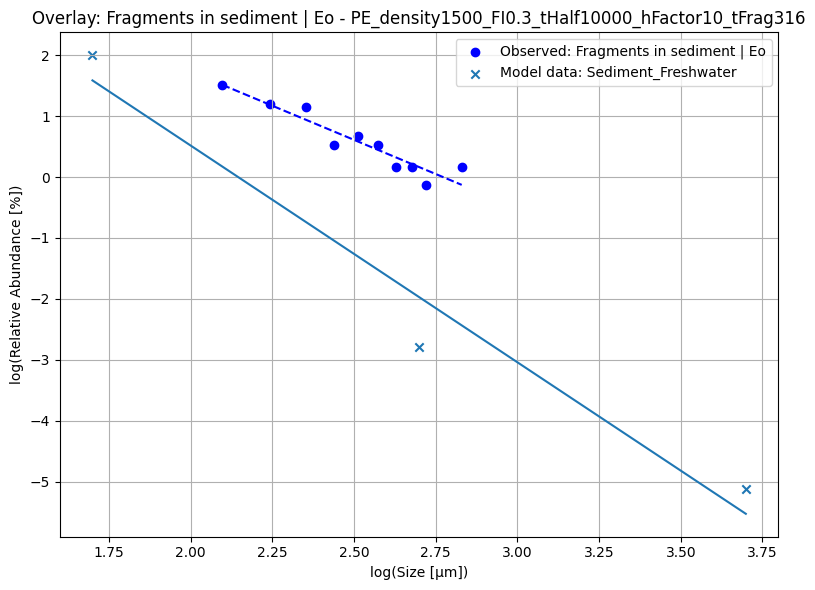 Overlay: Fragments in sediment | Eo - PE_density1500_FI0.3_tHalf10000_hFactor10_tFrag316
Observed: Fragments in sediment | Eo
Model data: Sediment_Freshwater
log(Relative Abundance [%])
2
1
0
−1
−2
−3
−4
−5
1.75 2.00 2.25 2.50 2.75 3.00 3.25 3.50 3.75
log(Size [μm])